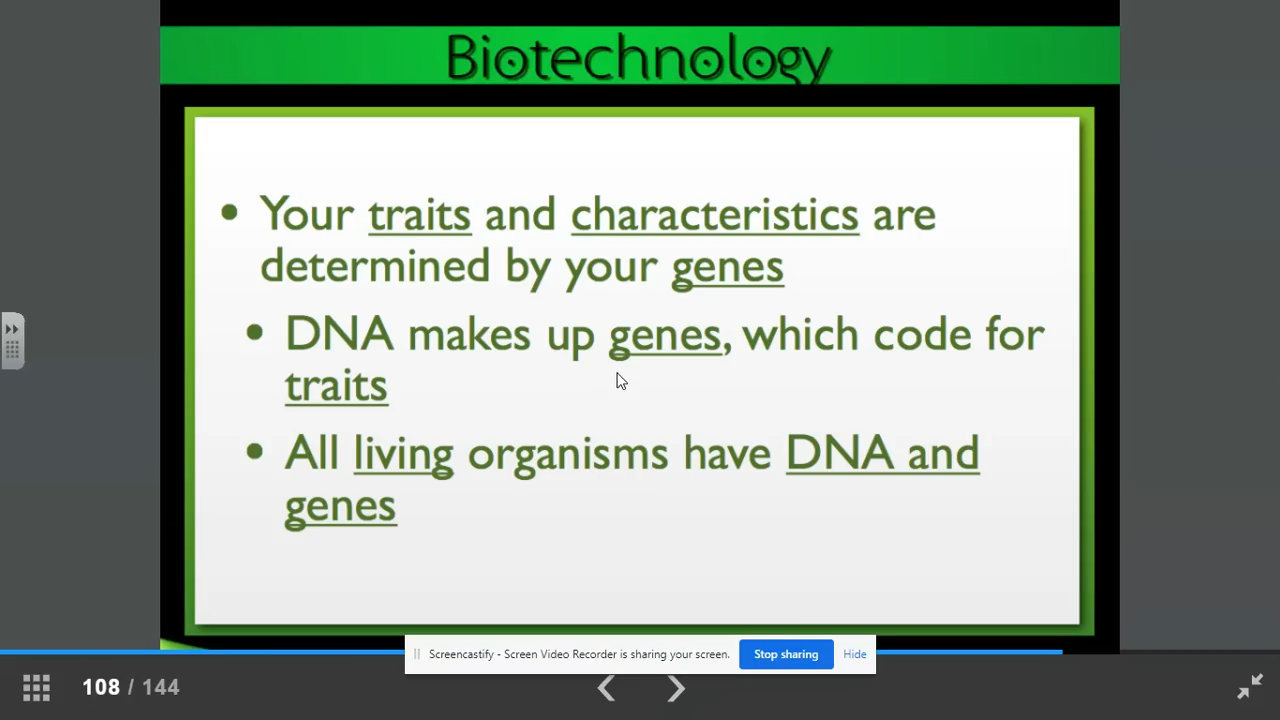 Biotechnology
• Your traits and characteristics are
determined by your genes
• DNA makes up genes, which code for
traits
• All living organisms have DNA and
genes
Screencastify - Screen Video Recorder is sharing your screen. Stop sharing Hide
108 / 144